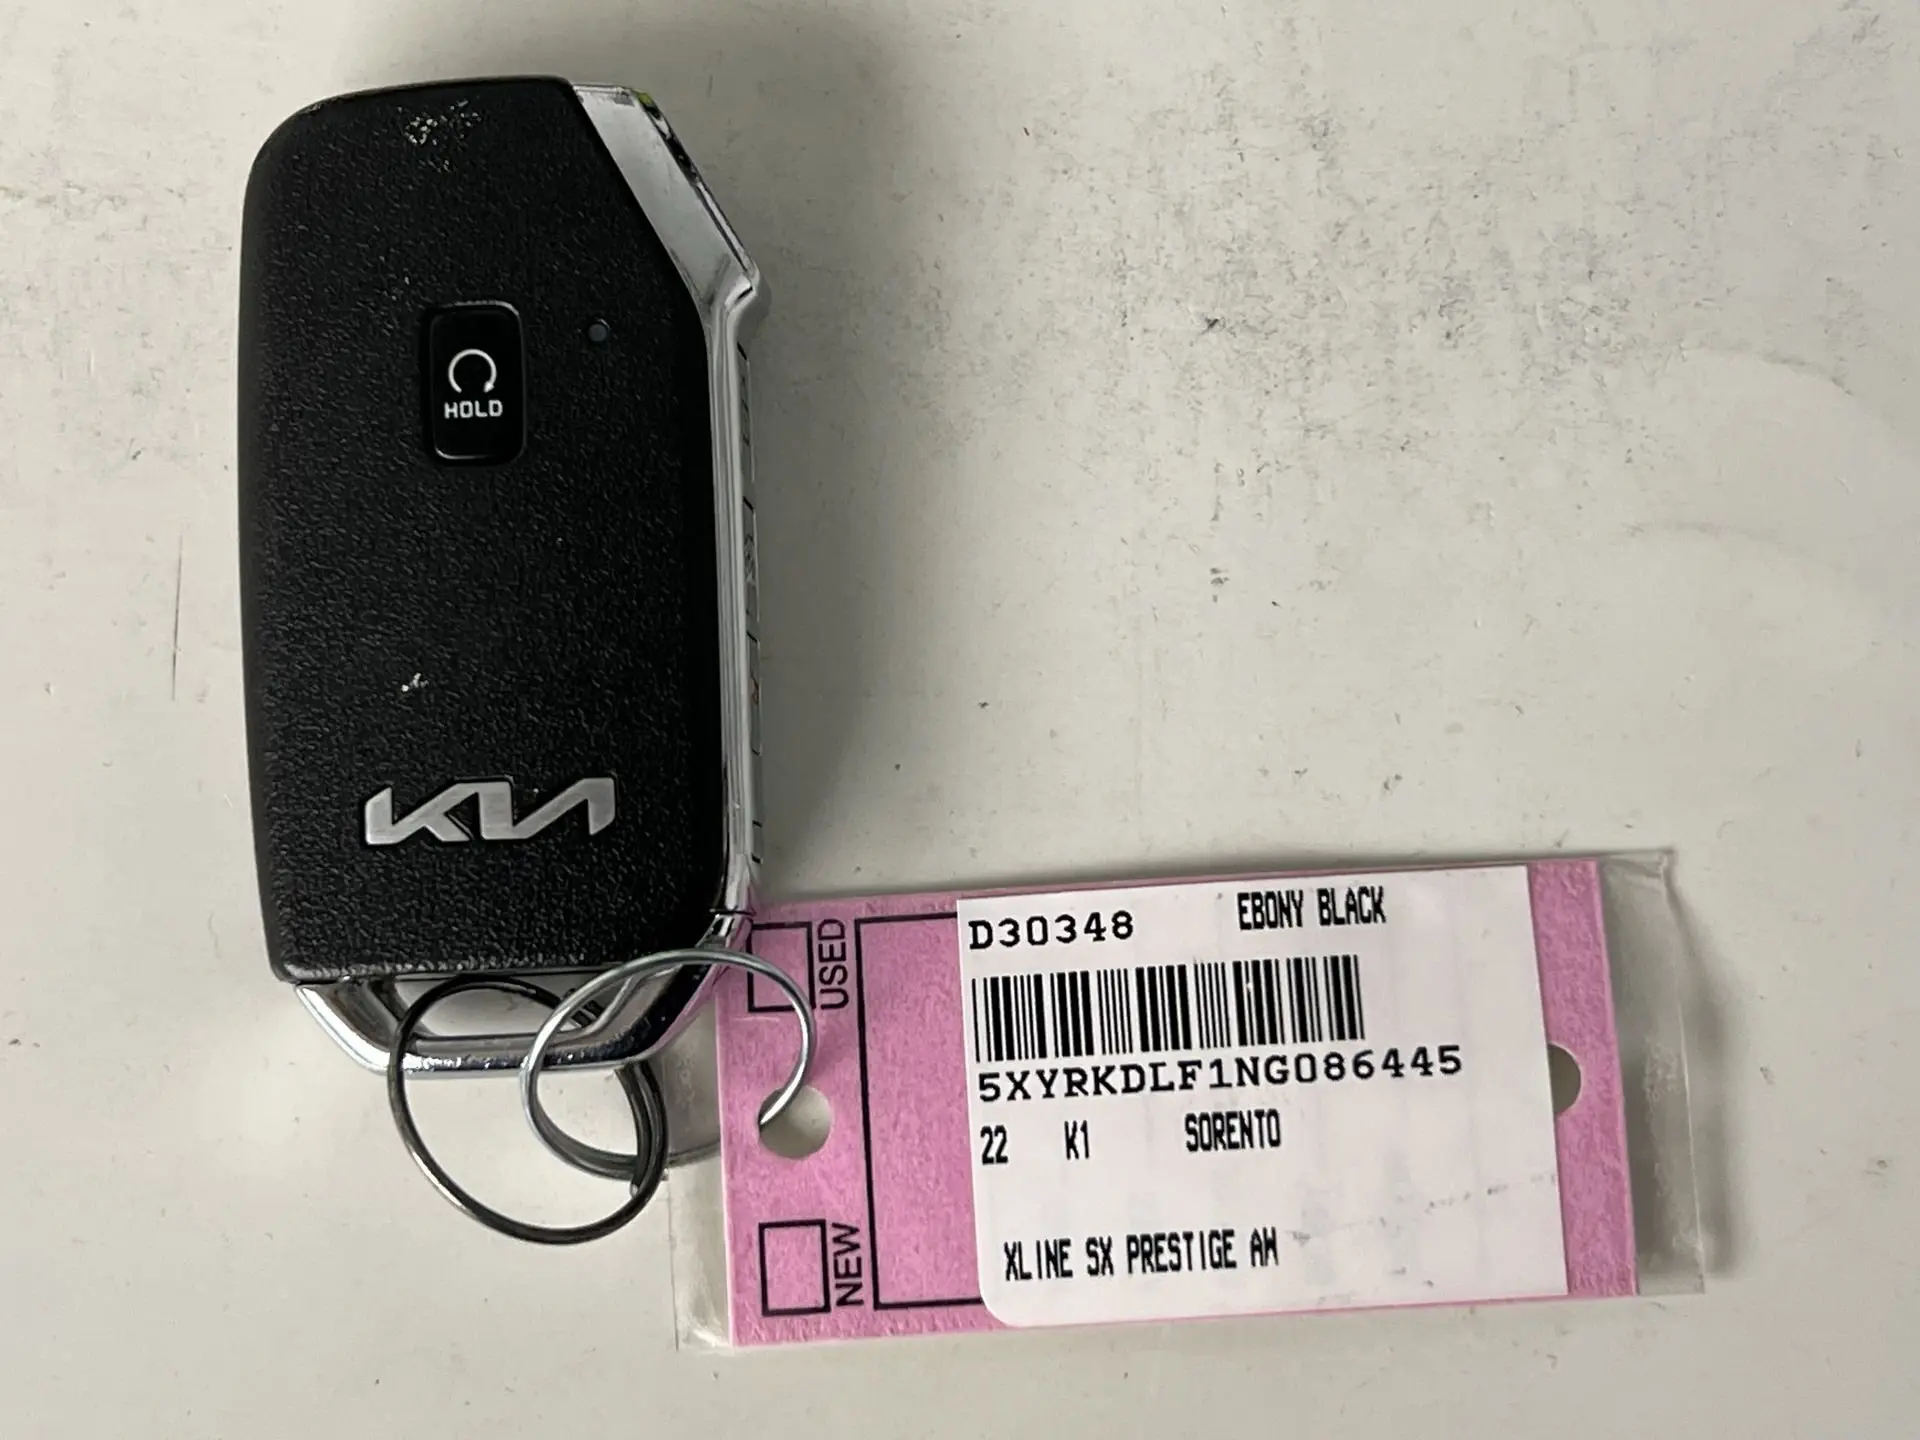 HOLD
KIA
USED
NEW
D30348 EBONY BLACK
5XYRKDLF1NG086445
22 K1 SORENTO
XLINE SX PRESTIGE AW